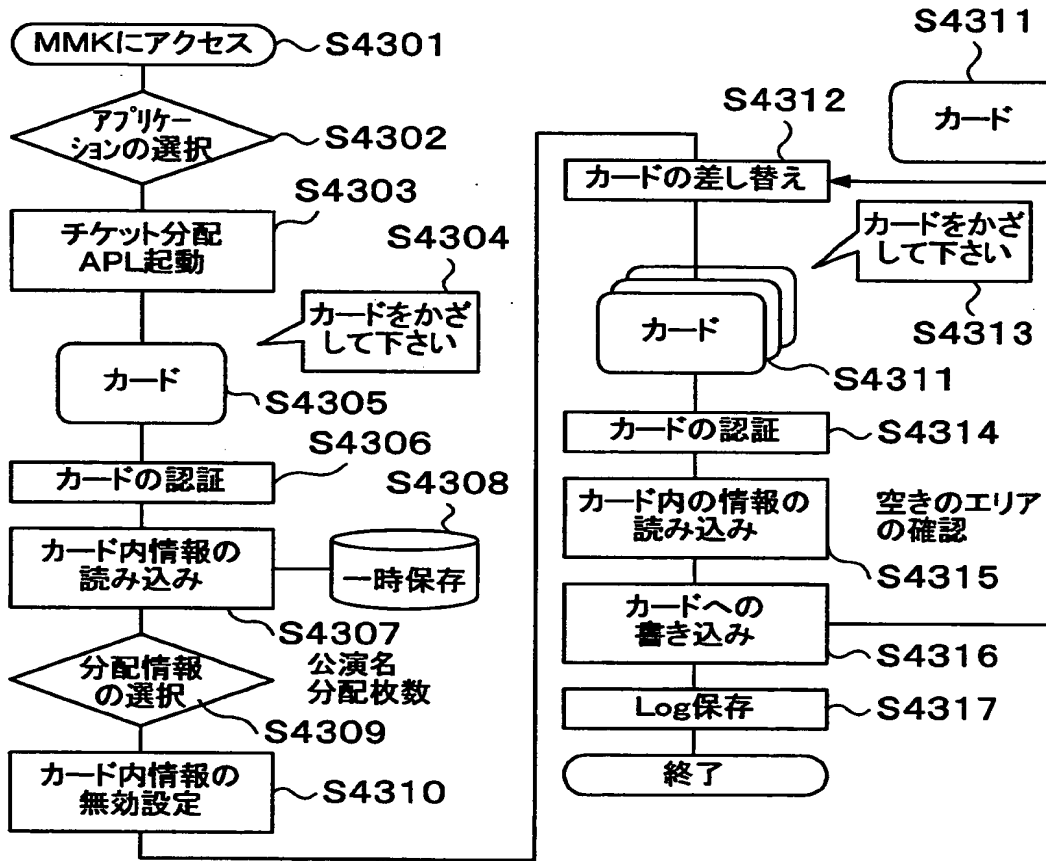 MMKにアクセス
S4301
アプリケー
ションの選択
S4302
S4303
チケット分配
APL起動
S4304
カードをかざ
して下さい
カード
S4305
S4306
カードの認証
S4308
カード内情報の
読み込み
一時保存
S4307
分配情報
の選択
公演名
分配枚数
S4309
カード内情報の
無効設定
S4310
S4311
カード
S4312
カードの差し替え
カードをかざ
して下さい
S4313
カード
S4311
カードの認証
S4314
カード内の情報の
読み込み
空きのエリア
の確認
S4315
カードへの
書き込み
S4316
Log保存
S4317
終了